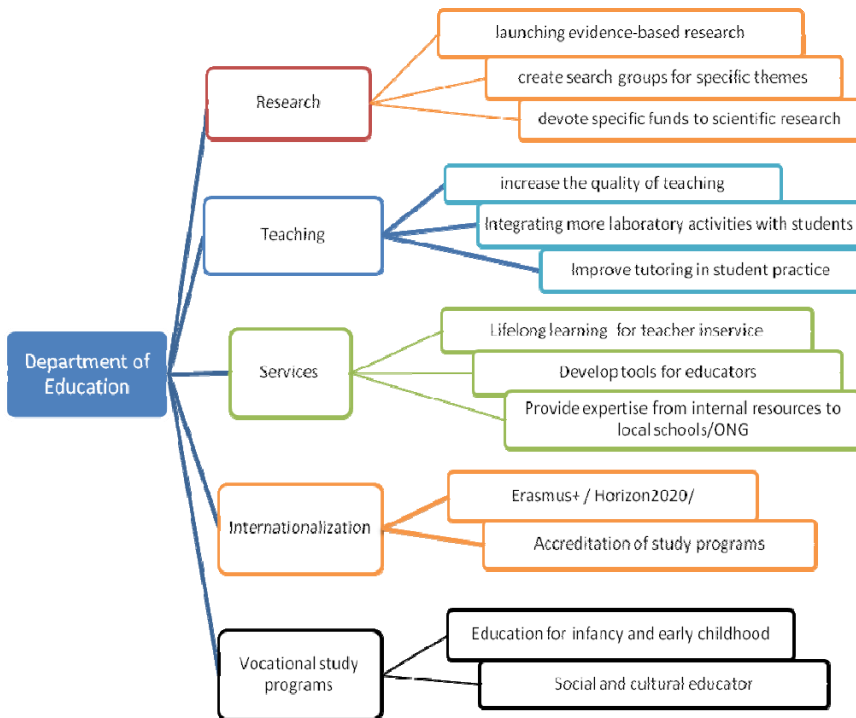 Department of
Education
Research
launching evidence-based research
create search groups for specific themes
devote specific funds to scientific research
Teaching
increase the quality of teaching
Integrating more laboratory activities with students
Improve tutoring in student practice
Services
Lifelong learning for teacher inservice
Develop tools for educators
Provide expertise from internal resources to
local schools/ONG
Internationalization
Erasmus+ / Horizon2020/
Accreditation of study programs
Vocational study
programs
Education for infancy and early childhood
Social and cultural educator